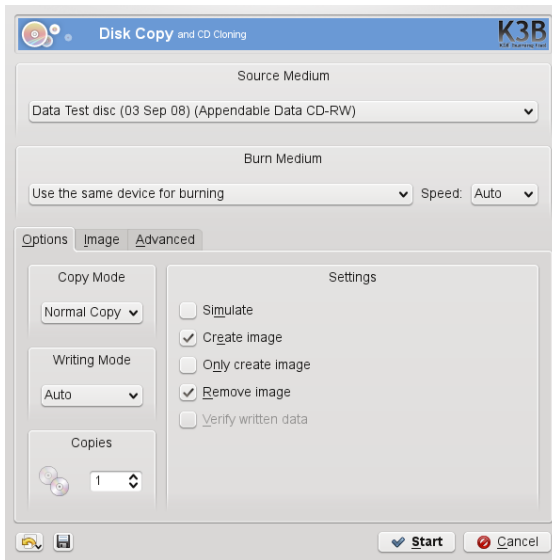 Disk Copy and CD Cloning
K3B
Source Medium
Data Test disc (03 Sep 08) (Appendable Data CD-RW)
Burn Medium
Use the same device for burning
Speed: Auto
Options Image Advanced
Copy Mode
Normal Copy
Writing Mode
Auto
Copies
1
Settings
Simulate
Create image
Only create image
Remove image
Verify written data
Start Cancel